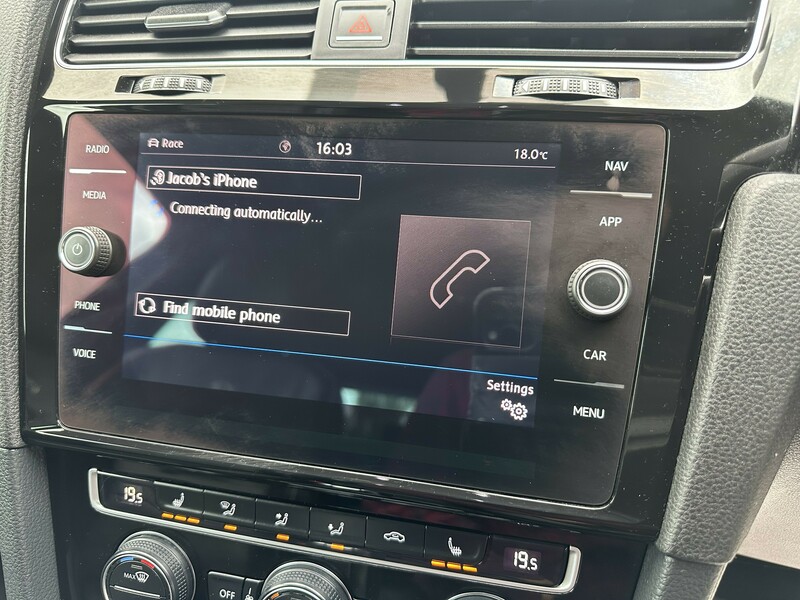 RADIO
MEDIA
PHONE
VOICE
Race
16:03
18.0°C
Jacob's iPhone
Connecting automatically...
Find mobile phone
Settings
NAV
APP
CAR
MENU
19.5
19.5
MAX
OFF